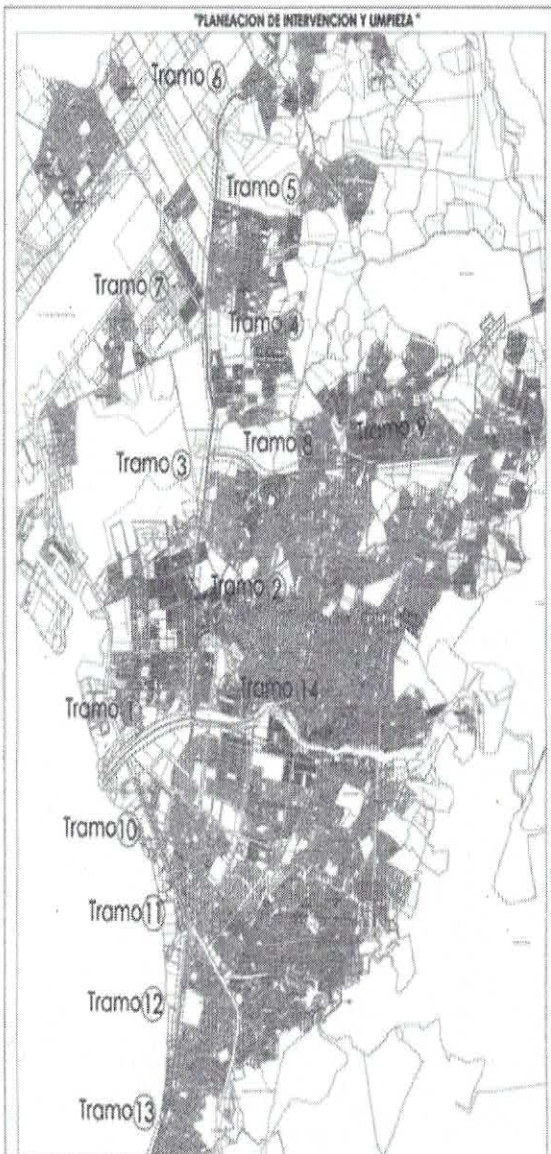 "PLANEACION DE INTERVENCION Y LIMPIEZA "
Tramo 6
Tramo 5
Tramo 7
Tramo 4
Tramo 8
Tramo 9
Tramo 3
Tramo 2
Tramo 14
Tramo 1
Tramo 10
Tramo 11
Tramo 12
Tramo 13